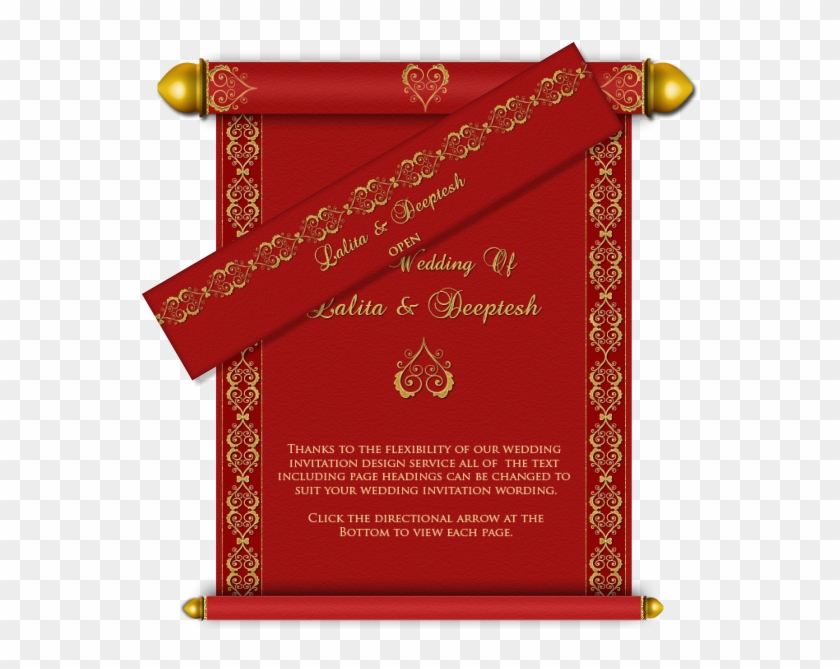 Lalita & Deeptesh
OPEN
Wedding Of
Lalita & Deeptesh
THANKS TO THE FLEXIBILITY OF OUR WEDDING
INVITATION DESIGN SERVICE ALL OF THE TEXT
INCLUDING PAGE HEADINGS CAN BE CHANGED TO
SUIT YOUR WEDDING INVITATION WORDING.
CLICK THE DIRECTIONAL ARROW AT THE
BOTTOM TO VIEW EACH PAGE.